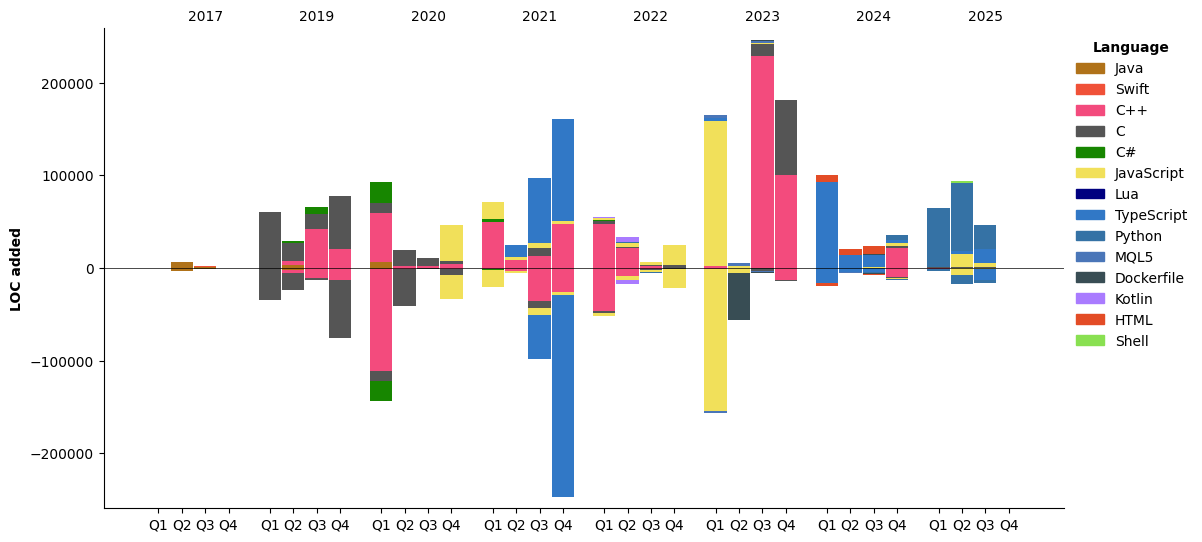 2017 2019 2020 2021 2022 2023 2024 2025
LOC added
200000
100000
0
−100000
−200000
Q1 Q2 Q3 Q4 Q1 Q2 Q3 Q4 Q1 Q2 Q3 Q4 Q1 Q2 Q3 Q4 Q1 Q2 Q3 Q4 Q1 Q2 Q3 Q4 Q1 Q2 Q3 Q4 Q1 Q2 Q3 Q4
Language
Java
Swift
C++
C
C#
JavaScript
Lua
TypeScript
Python
MQL5
Dockerfile
Kotlin
HTML
Shell